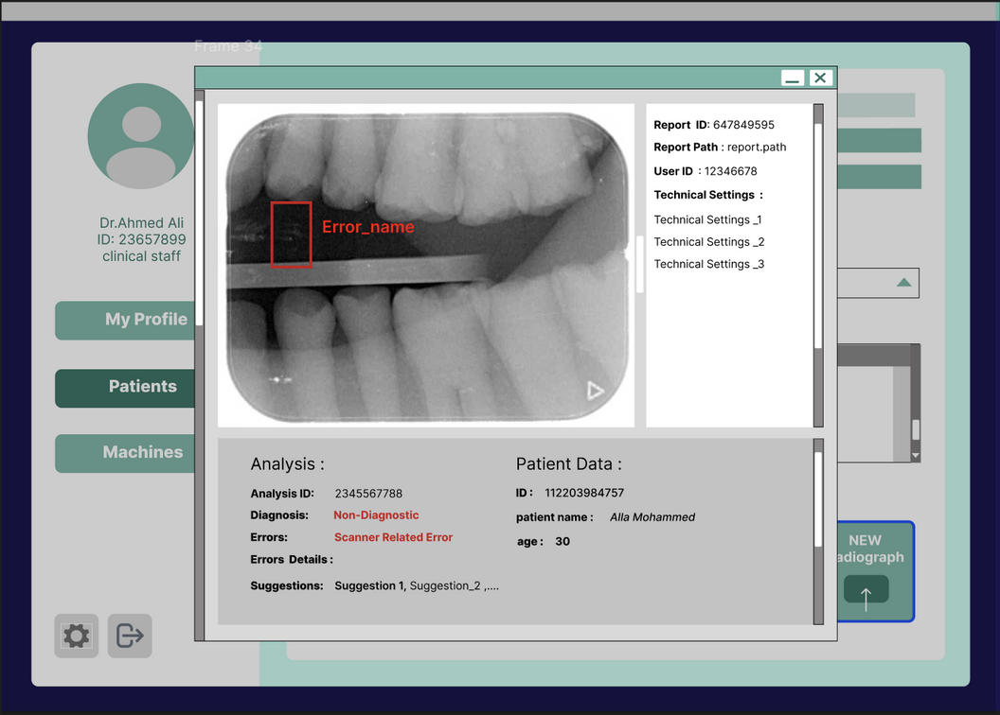 Frame 34
Dr.Ahmed Ali
ID: 23657899
clinical staff
My Profile
Patients
Machines
Error_name
Report ID: 647849595
Report Path : report.path
User ID : 12346678
Technical Settings :
Technical Settings _1
Technical Settings _2
Technical Settings _3
Analysis :
Analysis ID: 2345567788
Diagnosis: Non-Diagnostic
Errors: Scanner Related Error
Errors Details :
Suggestions: Suggestion 1, Suggestion_2 ,....
Patient Data :
ID : 112203984757
patient name : Alla Mohammed
age : 30
NEW
adiograph